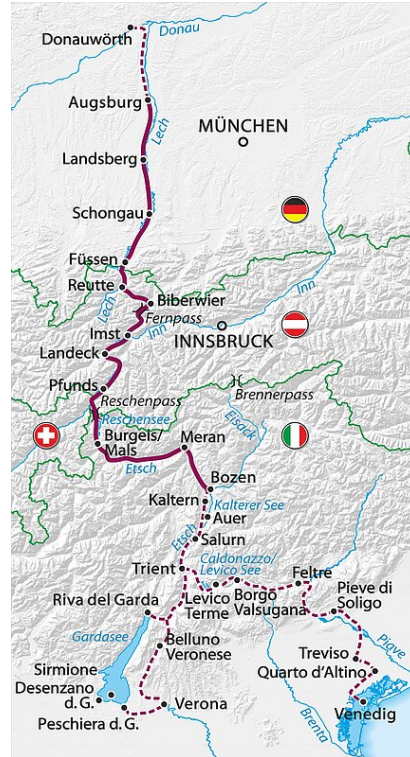 Donau
Donauwörth
Augsburg
Lech
MÜNCHEN
Landsberg
Schongau
Füssen
Reutte
Inn
Lech
Biberwier
Fernpass
Imst
Inn
INNSBRUCK
Landeck
Pfunds
Reschenpass
Brennerpass
Reschensee
Eisack
Burgeis/
Mals
Meran
Etsch
Bozen
Kaltern
Kalterer See
Auer
Etsch
Salurn
Caldonazzo/
Levico See
Trient
Feltre
Levico
Terme
Borgo
Valsugana
Pieve di
Soligo
Riva del Garda
Gardasee
Belluno
Veronese
Piave
Treviso
Quarto d'Altino
Sirmione
Desenzano
d. G.
Peschiera d. G.
Verona
Brenta
Venedig